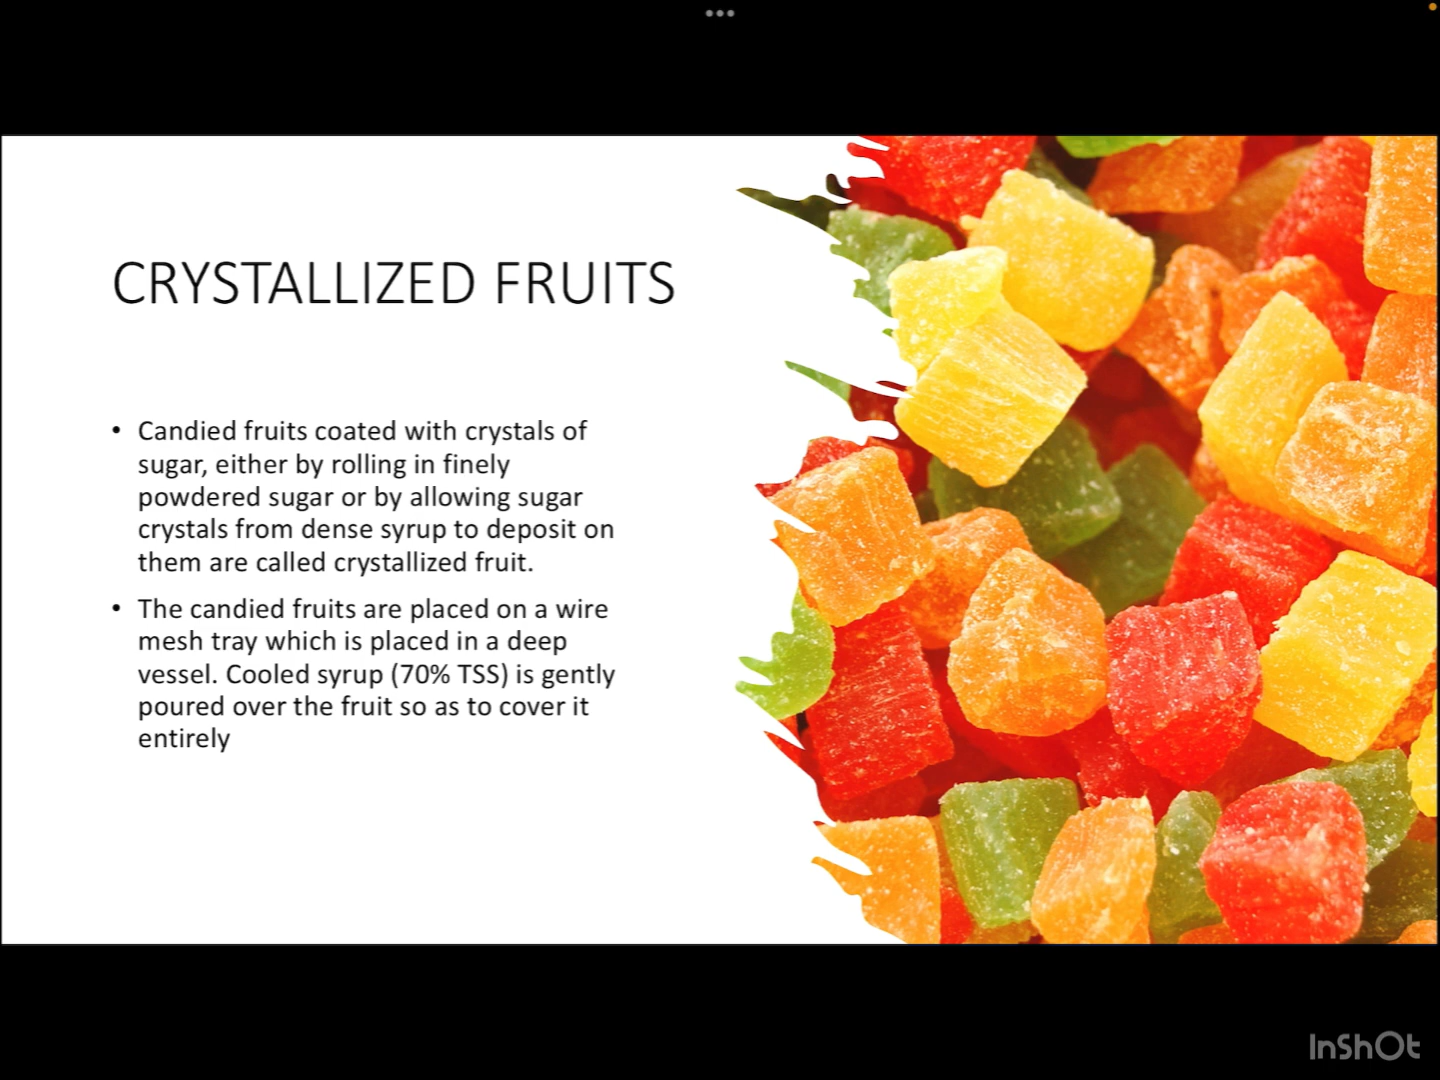 CRYSTALLIZED FRUITS
• Candied fruits coated with crystals of
sugar, either by rolling in finely
powdered sugar or by allowing sugar
crystals from dense syrup to deposit on
them are called crystallized fruit.
• The candied fruits are placed on a wire
mesh tray which is placed in a deep
vessel. Cooled syrup (70% TSS) is gently
poured over the fruit so as to cover it
entirely
InShOt